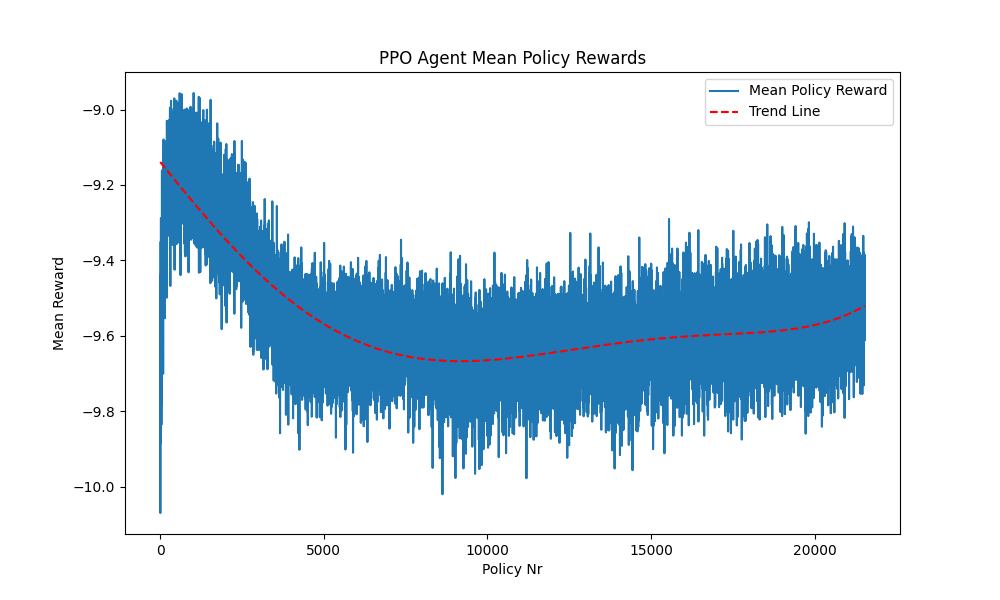 PPO Agent Mean Policy Rewards
Mean Policy Reward
Trend Line
−9.0
−9.2
−9.4
−9.6
−9.8
−10.0
Mean Reward
0 5000 10000 15000 20000
Policy Nr